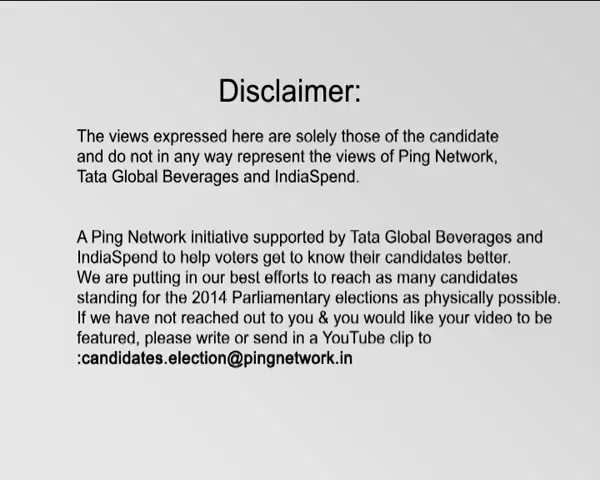 Disclaimer:
The views expressed here are solely those of the candidate
and do not in any way represent the views of Ping Network,
Tata Global Beverages and IndiaSpend.
A Ping Network initiative supported by Tata Global Beverages and
IndiaSpend to help voters get to know their candidates better.
We are putting in our best efforts to reach as many candidates
standing for the 2014 Parliamentary elections as physically possible.
If we have not reached out to you & you would like your video to be
featured, please write or send in a YouTube clip to
:candidates.election@pingnetwork.in